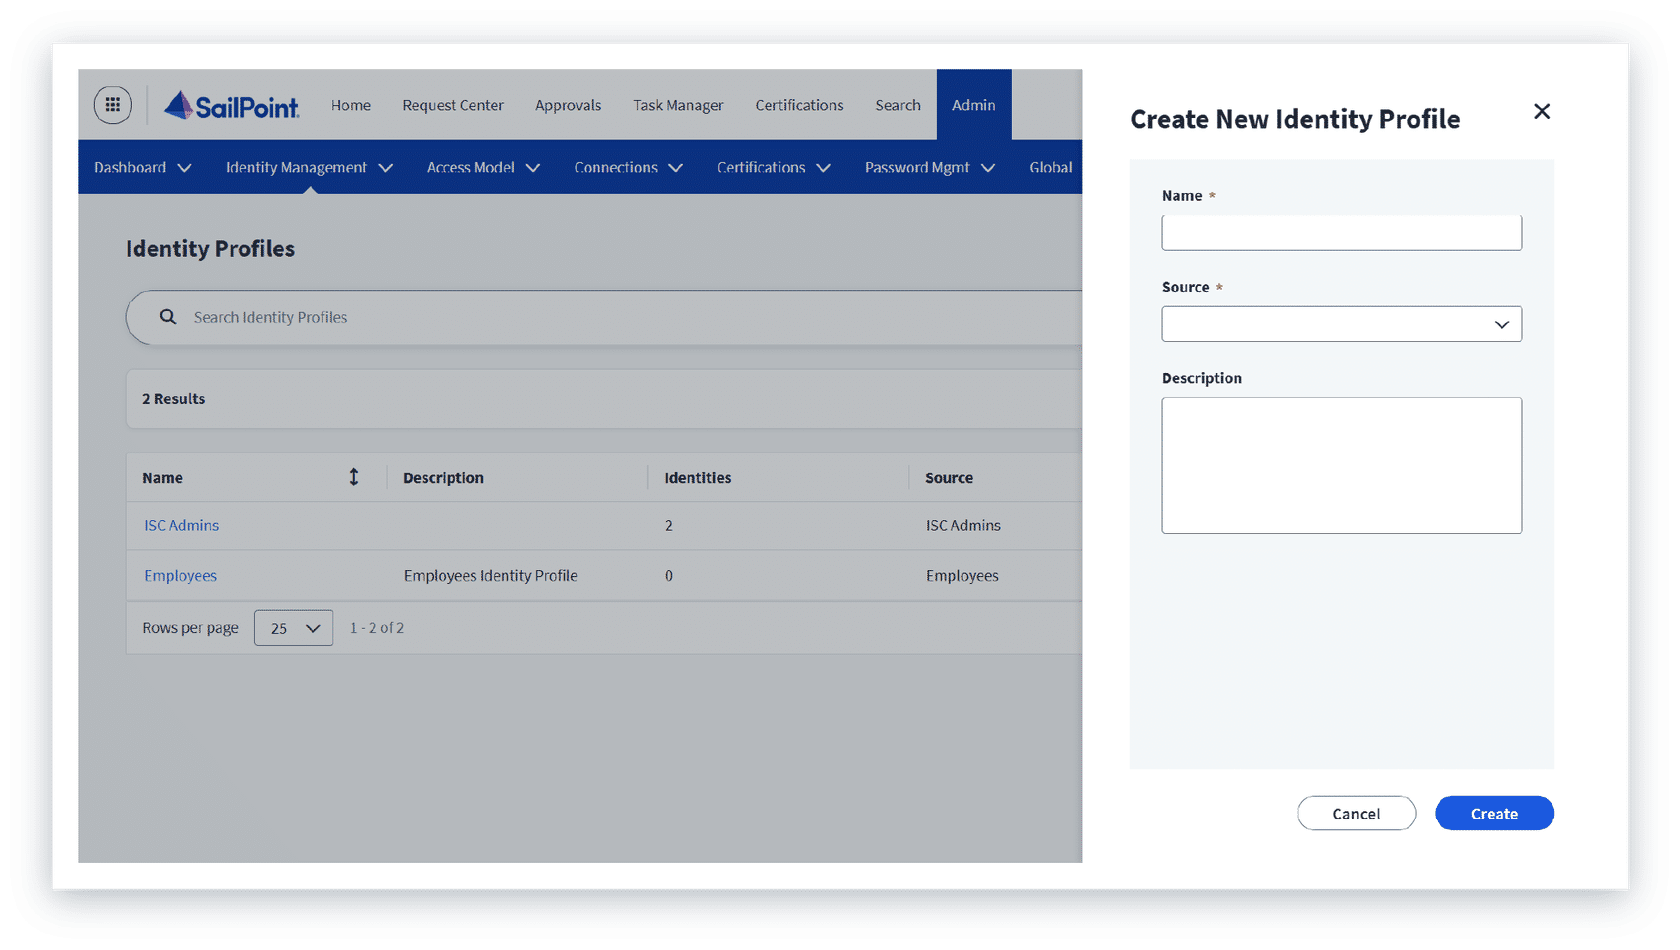 SailPoint Home Request Center Approvals Task Manager Certifications Search Admin
Dashboard Identity Management Access Model Connections Certifications Password Mgmt Global
Identity Profiles
Search Identity Profiles
2 Results
Name Description Identities Source
ISC Admins 2 ISC Admins
Employees Employees Identity Profile 0 Employees
Rows per page 25 1 - 2 of 2
Create New Identity Profile
Name *
Source *
Description
Cancel Create